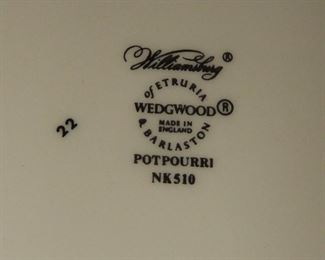 Williamsburg®
of ETRURIA
WEDGWOOD®
MADE IN
ENGLAND
& BARLASTON
POTPOURRI
NK510
22